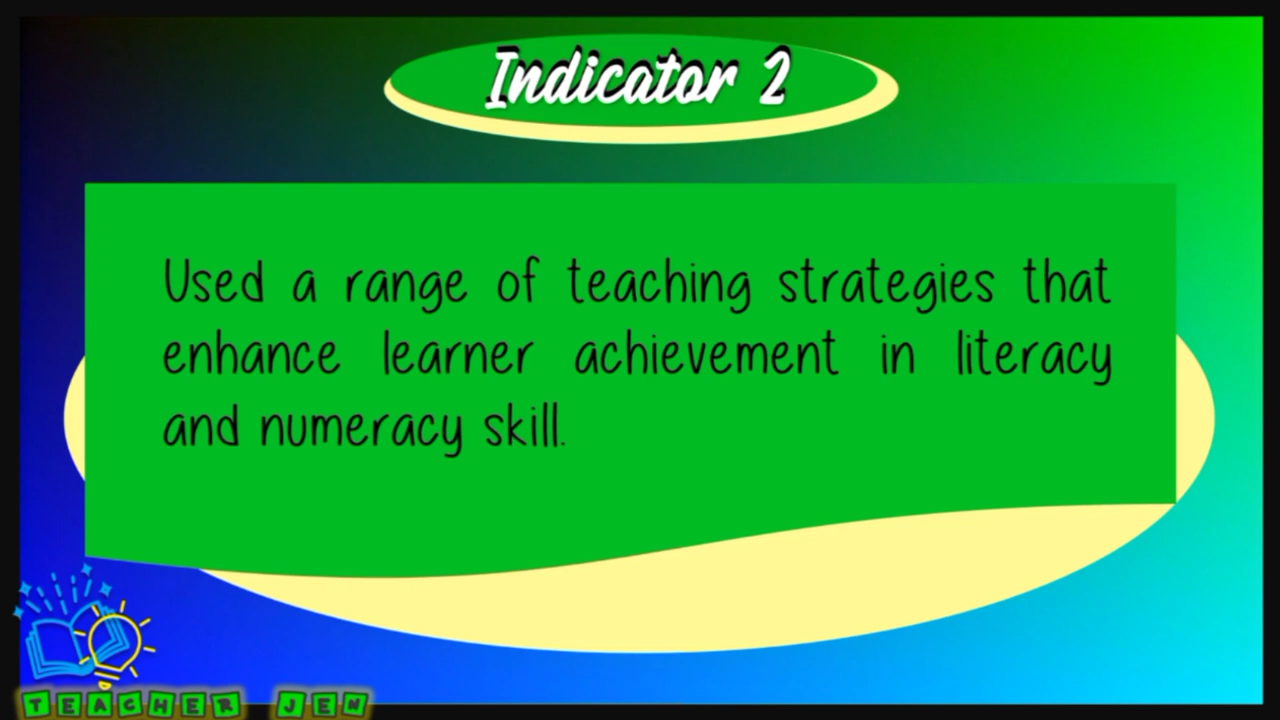 Indicator 2
Used a range of teaching strategies that
enhance learner achievement in literacy
and numeracy skill.
TEACHER JEN